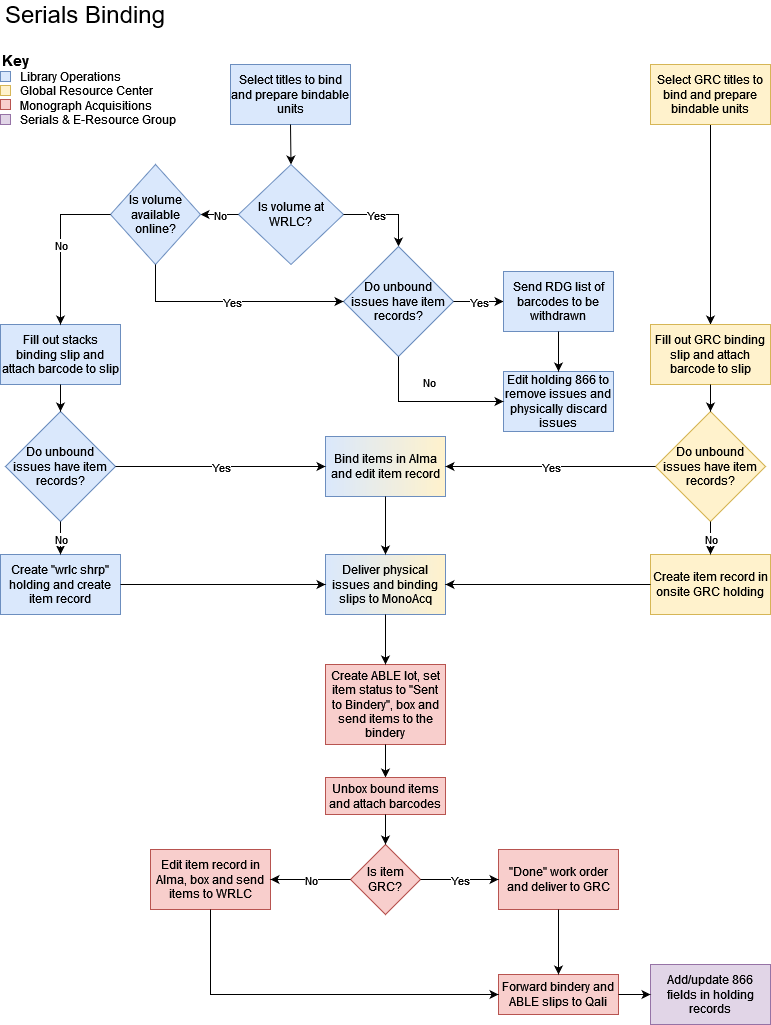 Serials Binding
Key
Library Operations
Global Resource Center
Monograph Acquisitions
Serials & E-Resource Group
Select titles to bind
and prepare bindable
units
Select GRC titles to
bind and prepare
bindable units
Is volume
available
online?
No
Is volume at
WRLC?
Yes
No
Yes
Do unbound
issues have item
records?
Yes
Send RDG list of
barcodes to be
withdrawn
Fill out stacks
binding slip and
attach barcode to slip
No
Edit holding 866 to
remove issues and
physically discard
issues
Fill out GRC binding
slip and attach
barcode to slip
Do unbound
issues have item
records?
Yes
Bind items in Alma
and edit item record
Yes
Do unbound
issues have item
records?
No
No
Create "wrlc shrp"
holding and create
item record
Deliver physical
issues and binding
slips to MonoAcq
Create item record in
onsite GRC holding
Create ABLE lot, set
item status to "Sent
to Bindery", box and
send items to the
bindery
Unbox bound items
and attach barcodes
Edit item record in
Alma, box and send
items to WRLC
No
Is item
GRC?
Yes
"Done" work order
and deliver to GRC
Forward bindery and
ABLE slips to Qali
Add/update 866
fields in holding
records